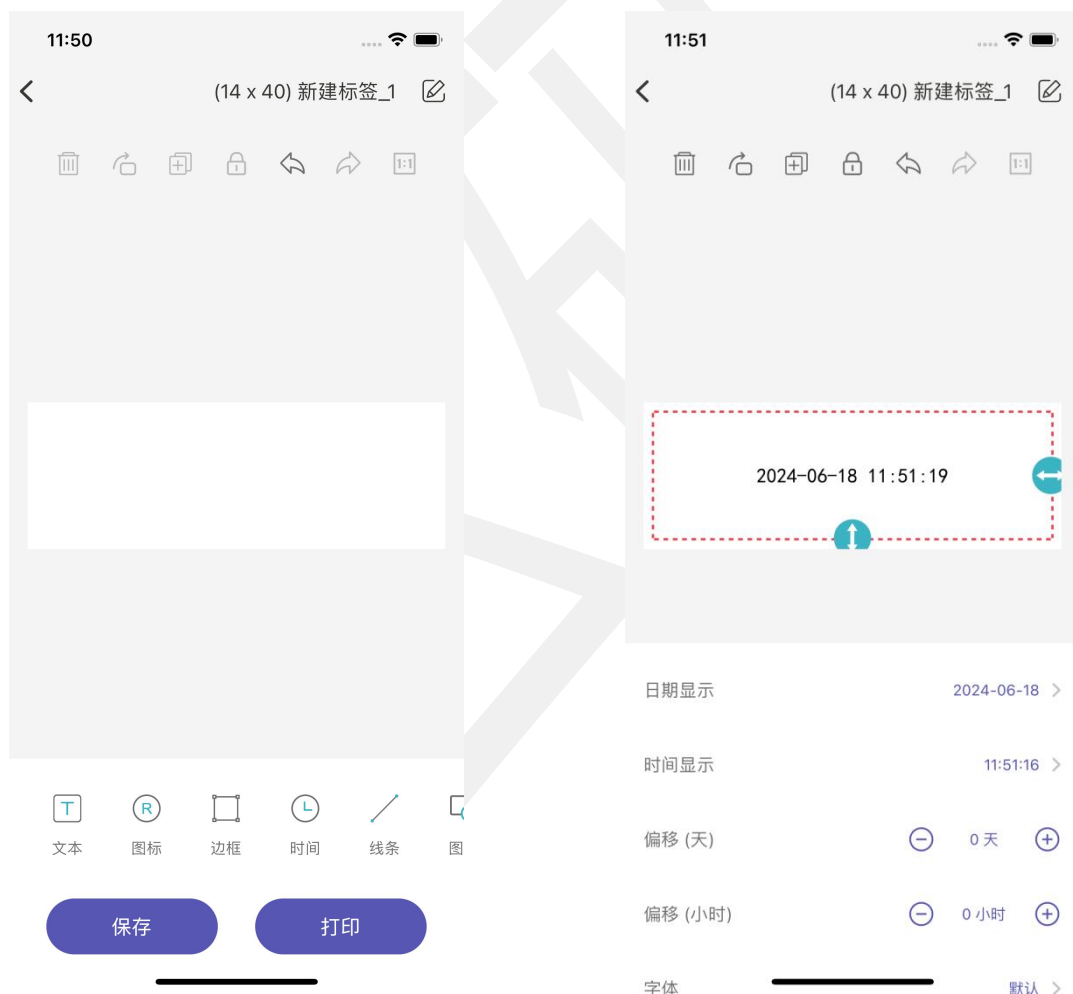 11:50
(14 x 40) 新建标签_1
1:1
T
R
文本
图标
边框
时间
线条
图
保存
打印
11:51
(14 x 40) 新建标签_1
1:1
2024-06-18 11:51:19
日期显示
2024-06-18
时间显示
11:51:16
偏移 (天)
0 天
偏移 (小时)
0 小时
字体
默认